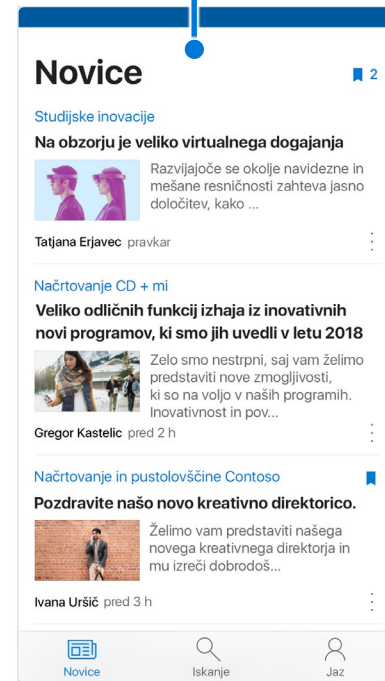 Novice
2
Studijske inovacije
Na obzorju je veliko virtualnega dogajanja
Razvijajoče se okolje navidezne in
mešane resničnosti zahteva jasno
določitev, kako ...
Tatjana Erjavec pravkar
Načrtovanje CD + mi
Veliko odličnih funkcij izhaja iz inovativnih
novi programov, ki smo jih uvedli v letu 2018
Zelo smo nestrpni, saj vam želimo
predstaviti nove zmogljivosti,
ki so na voljo v naših programih.
Inovativnost in pov...
Gregor Kastelic pred 2 h
Načrtovanje in pustolovščine Contoso
Pozdravite našo novo kreativno direktorico.
Želimo vam predstaviti našega
novega kreativnega direktorja in
mu izreči dobrodoš...
Ivana Uršič pred 3 h
Novice
Iskanje
Jaz